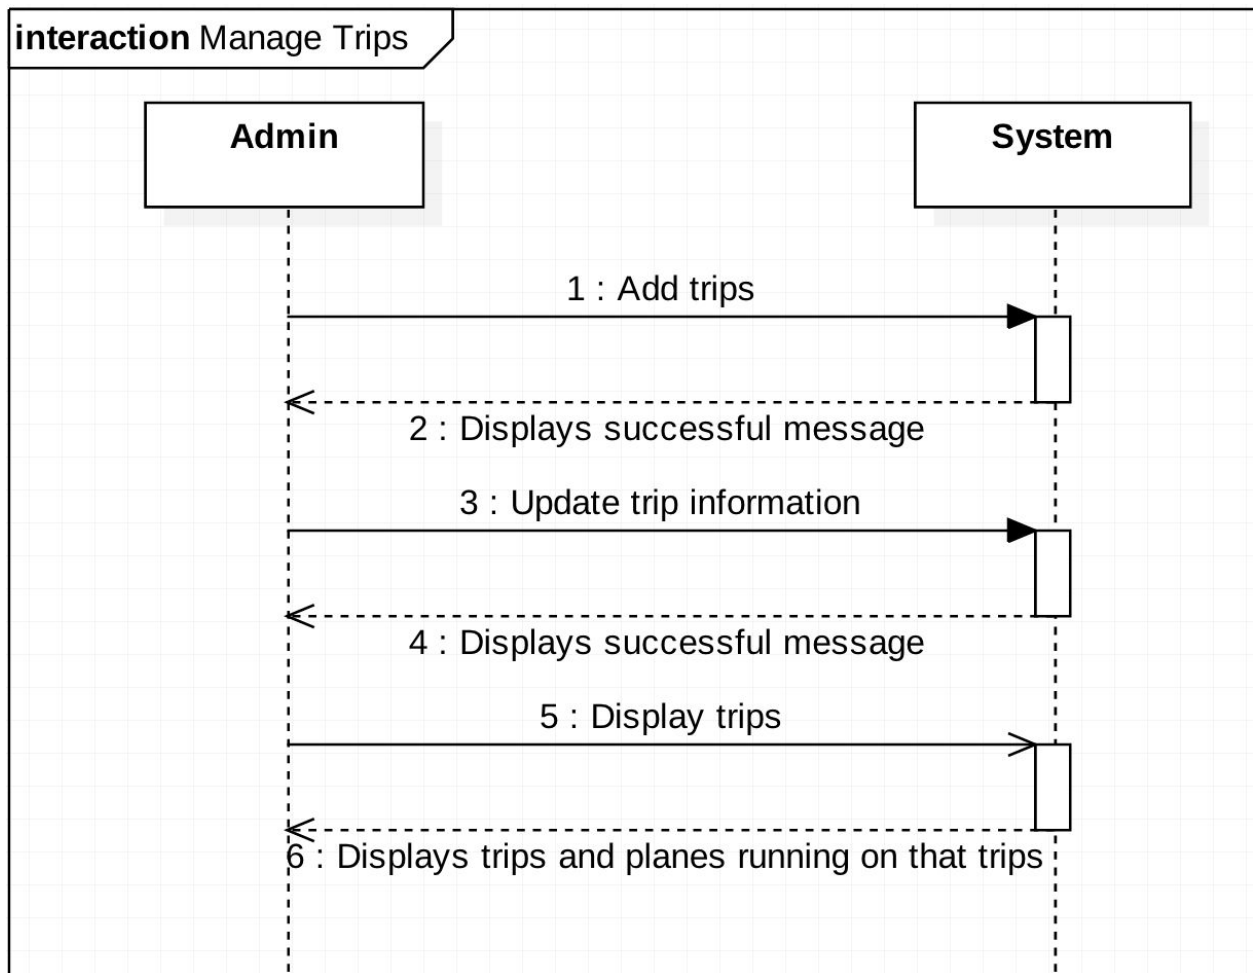 interaction Manage Trips
Admin
System
1 : Add trips
2 : Displays successful message
3 : Update trip information
4 : Displays successful message
5 : Display trips
6 : Displays trips and planes running on that trips